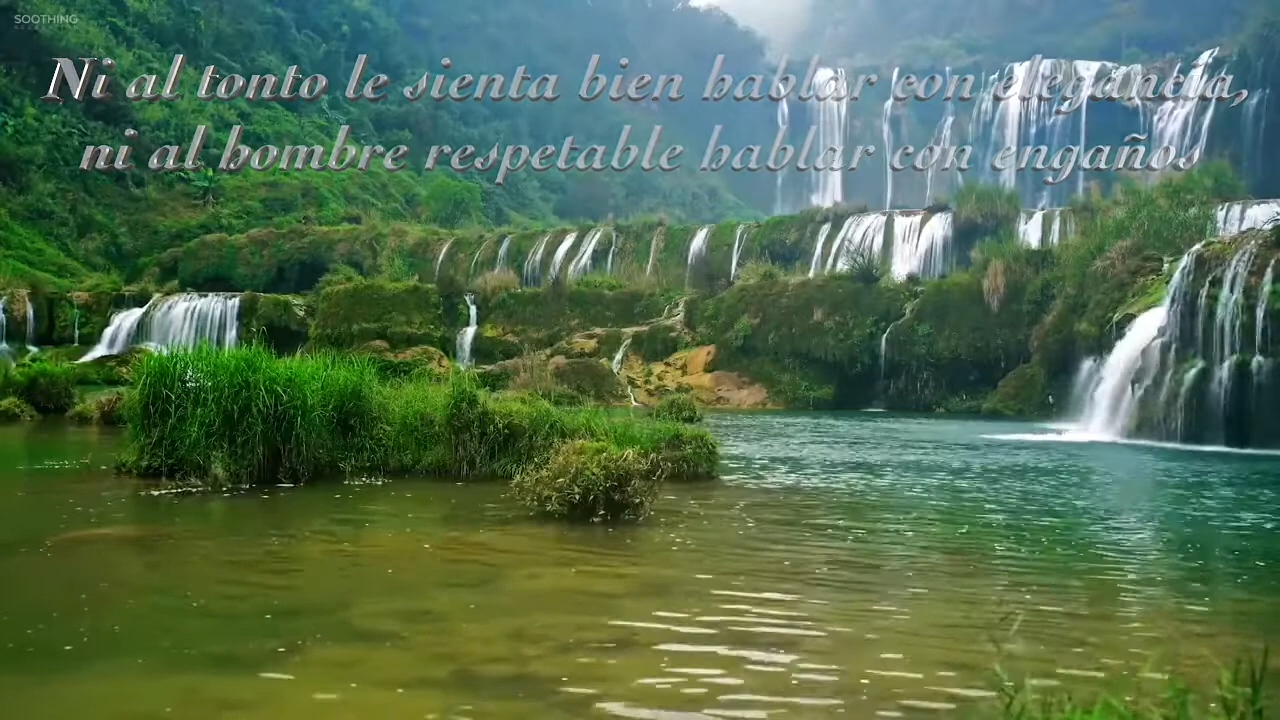 SOOTHING
Ni al tonto le sienta bien hablar con elegancia,
ni al hombre respetable hablar con engaños